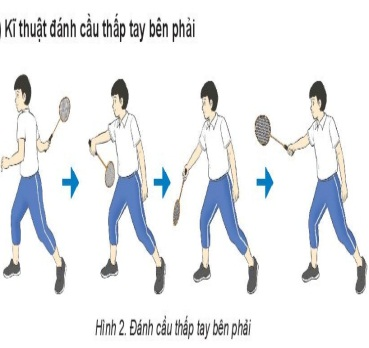 ) Kĩ thuật đánh cầu thấp tay bên phải
Hình 2. Đánh cầu thấp tay bên phải